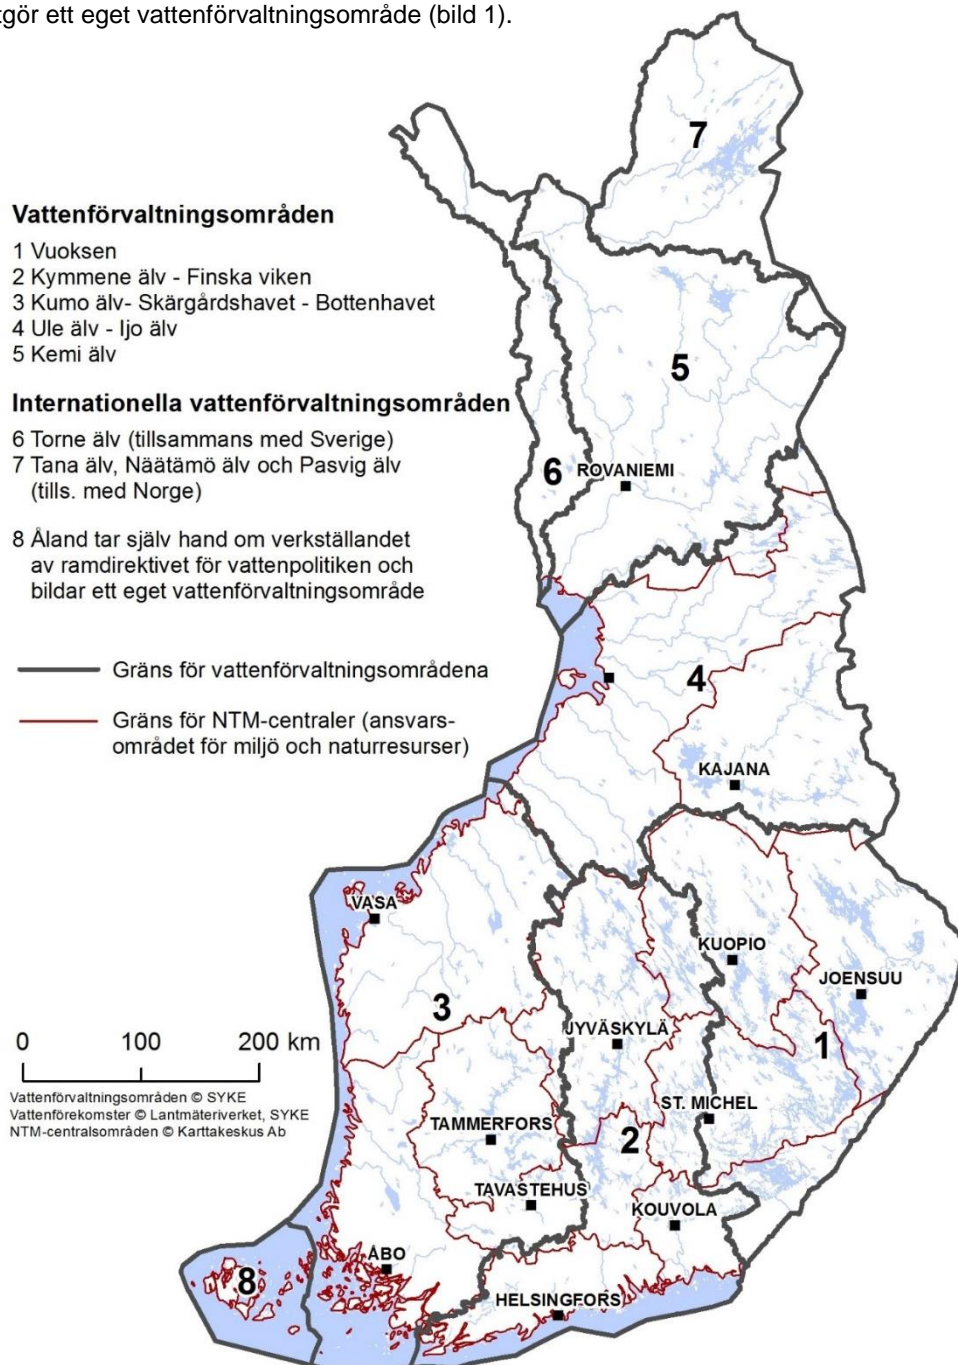 tgör ett eget vattenförvaltningsområde (bild 1).
7
Vattenförvaltningsområden
1 Vuoksen
2 Kymmene älv - Finska viken
3 Kumo älv- Skärgårdshavet - Bottenhavet
4 Ule älv - Ijo älv
5 Kemi älv
5
Internationella vattenförvaltningsområden
6 Torne älv (tillsammans med Sverige)
7 Tana älv, Näätämö älv och Pasvig älv
(tills. med Norge)
6
ROVANIEMI
8 Åland tar själv hand om verkställandet
av ramdirektivet för vattenpolitiken och
bildar ett eget vattenförvaltningsområde
Gräns för vattenförvaltningsområdena
4
Gräns för NTM-centraler (ansvars-
området för miljö och naturresurser)
KAJANA
VASA
KUOPIO
JOENSUU
3
JYVÄSKYLÄ
1
0 100 200 km
Vattenförvaltningsområden © SYKE
Vattenförekomster © Lantmäteriverket, SYKE
NTM-centralsområden © Karttakeskus Ab
ST. MICHEL
TAMMERFORS
2
TAVASTEHUS
KOUVOLA
ÅBO
8
HELSINGFORS